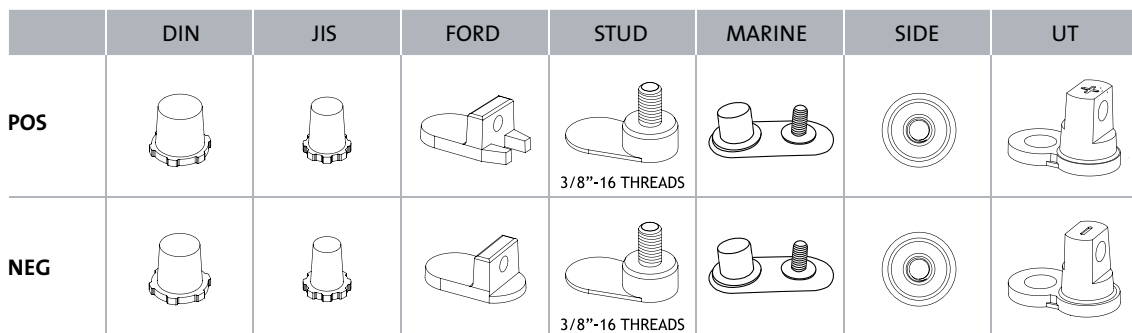 DIN JIS FORD STUD MARINE SIDE UT
POS
3/8”-16 THREADS
NEG
3/8”-16 THREADS